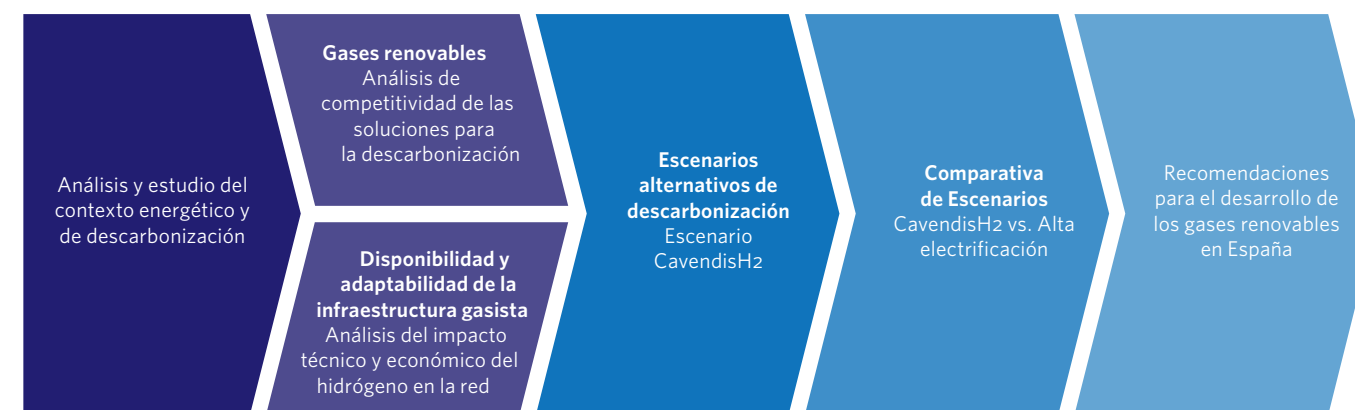 Análisis y estudio del
contexto energético y
de descarbonización
Gases renovables
Análisis de
competitividad de las
soluciones para
la descarbonización
Disponibilidad y
adaptabilidad de la
infraestructura gasista
Análisis del impacto
técnico y económico del
hidrógeno en la red
Escenarios
alternativos de
descarbonización
Escenario
CavendisH2
Comparativa
de Escenarios
CavendisH2 vs. Alta
electrificación
Recomendaciones
para el desarrollo de
los gases renovables
en España